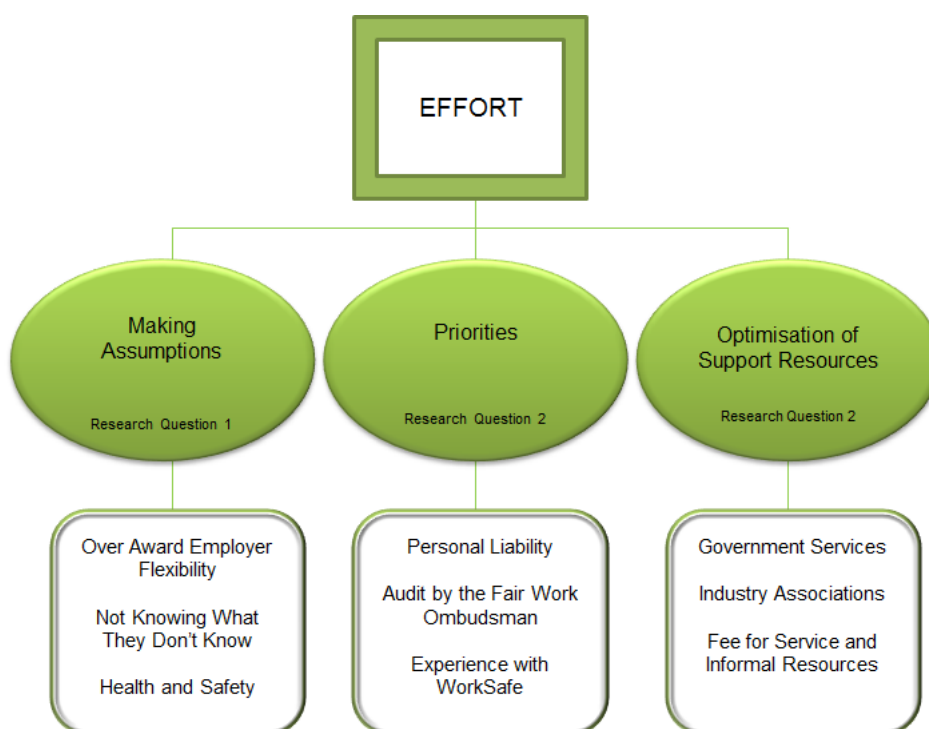 EFFORT
Making
Assumptions
Research Question 1
Priorities
Research Question 2
Optimisation of
Support Resources
Research Question 2
Over Award Employer
Flexibility
Not Knowing What
They Don't Know
Health and Safety
Personal Liability
Audit by the Fair Work
Ombudsman
Experience with
WorkSafe
Government Services
Industry Associations
Fee for Service and
Informal Resources